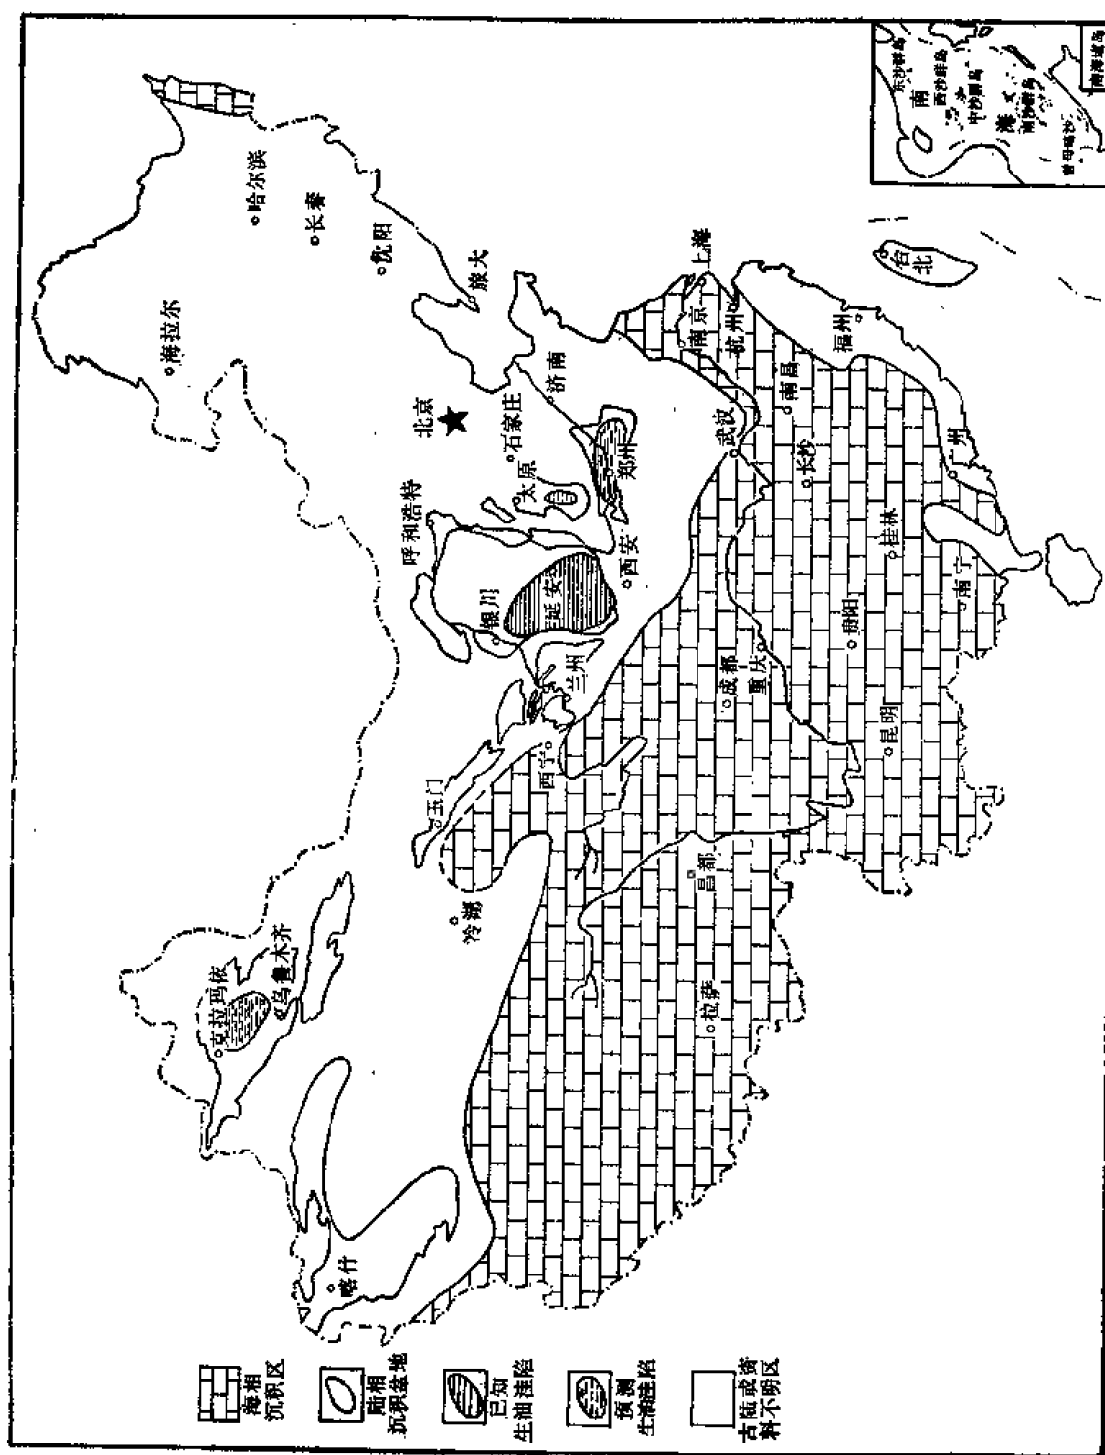 哈尔滨
长春
沈阳
旅大
海拉尔
北京
石家庄
济南
太原
郑州
呼和浩特
银川
延安
西安
兰州
西宁
玉门
冷湖
乌鲁木齐
克拉玛依
喀什
上海
南京
杭州
武汉
南昌
长沙
福州
台北
广州
桂林
南宁
贵阳
成都
重庆
昆明
昌都
拉萨
东沙群岛
南
西沙群岛
中沙群岛
海
南沙群岛
曾母暗沙
南海诸岛
海相
沉积区
陆相
沉积盆地
已知
生油洼陷
预测
生油洼陷
古陆或资
料不明区